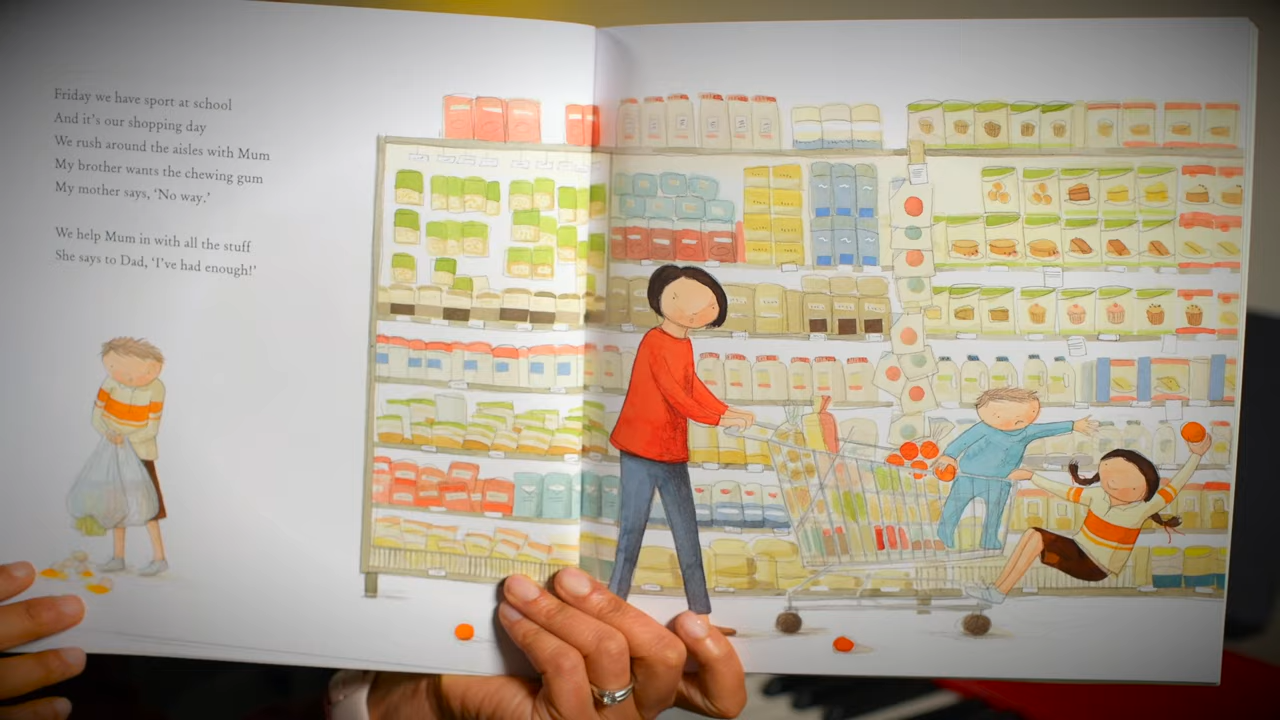 Friday we have sport at school
And it's our shopping day
We rush around the aisles with Mum
My brother wants the chewing gum
My mother says, 'No way.'
We help Mum in with all the stuff
She says to Dad, 'I've had enough!'